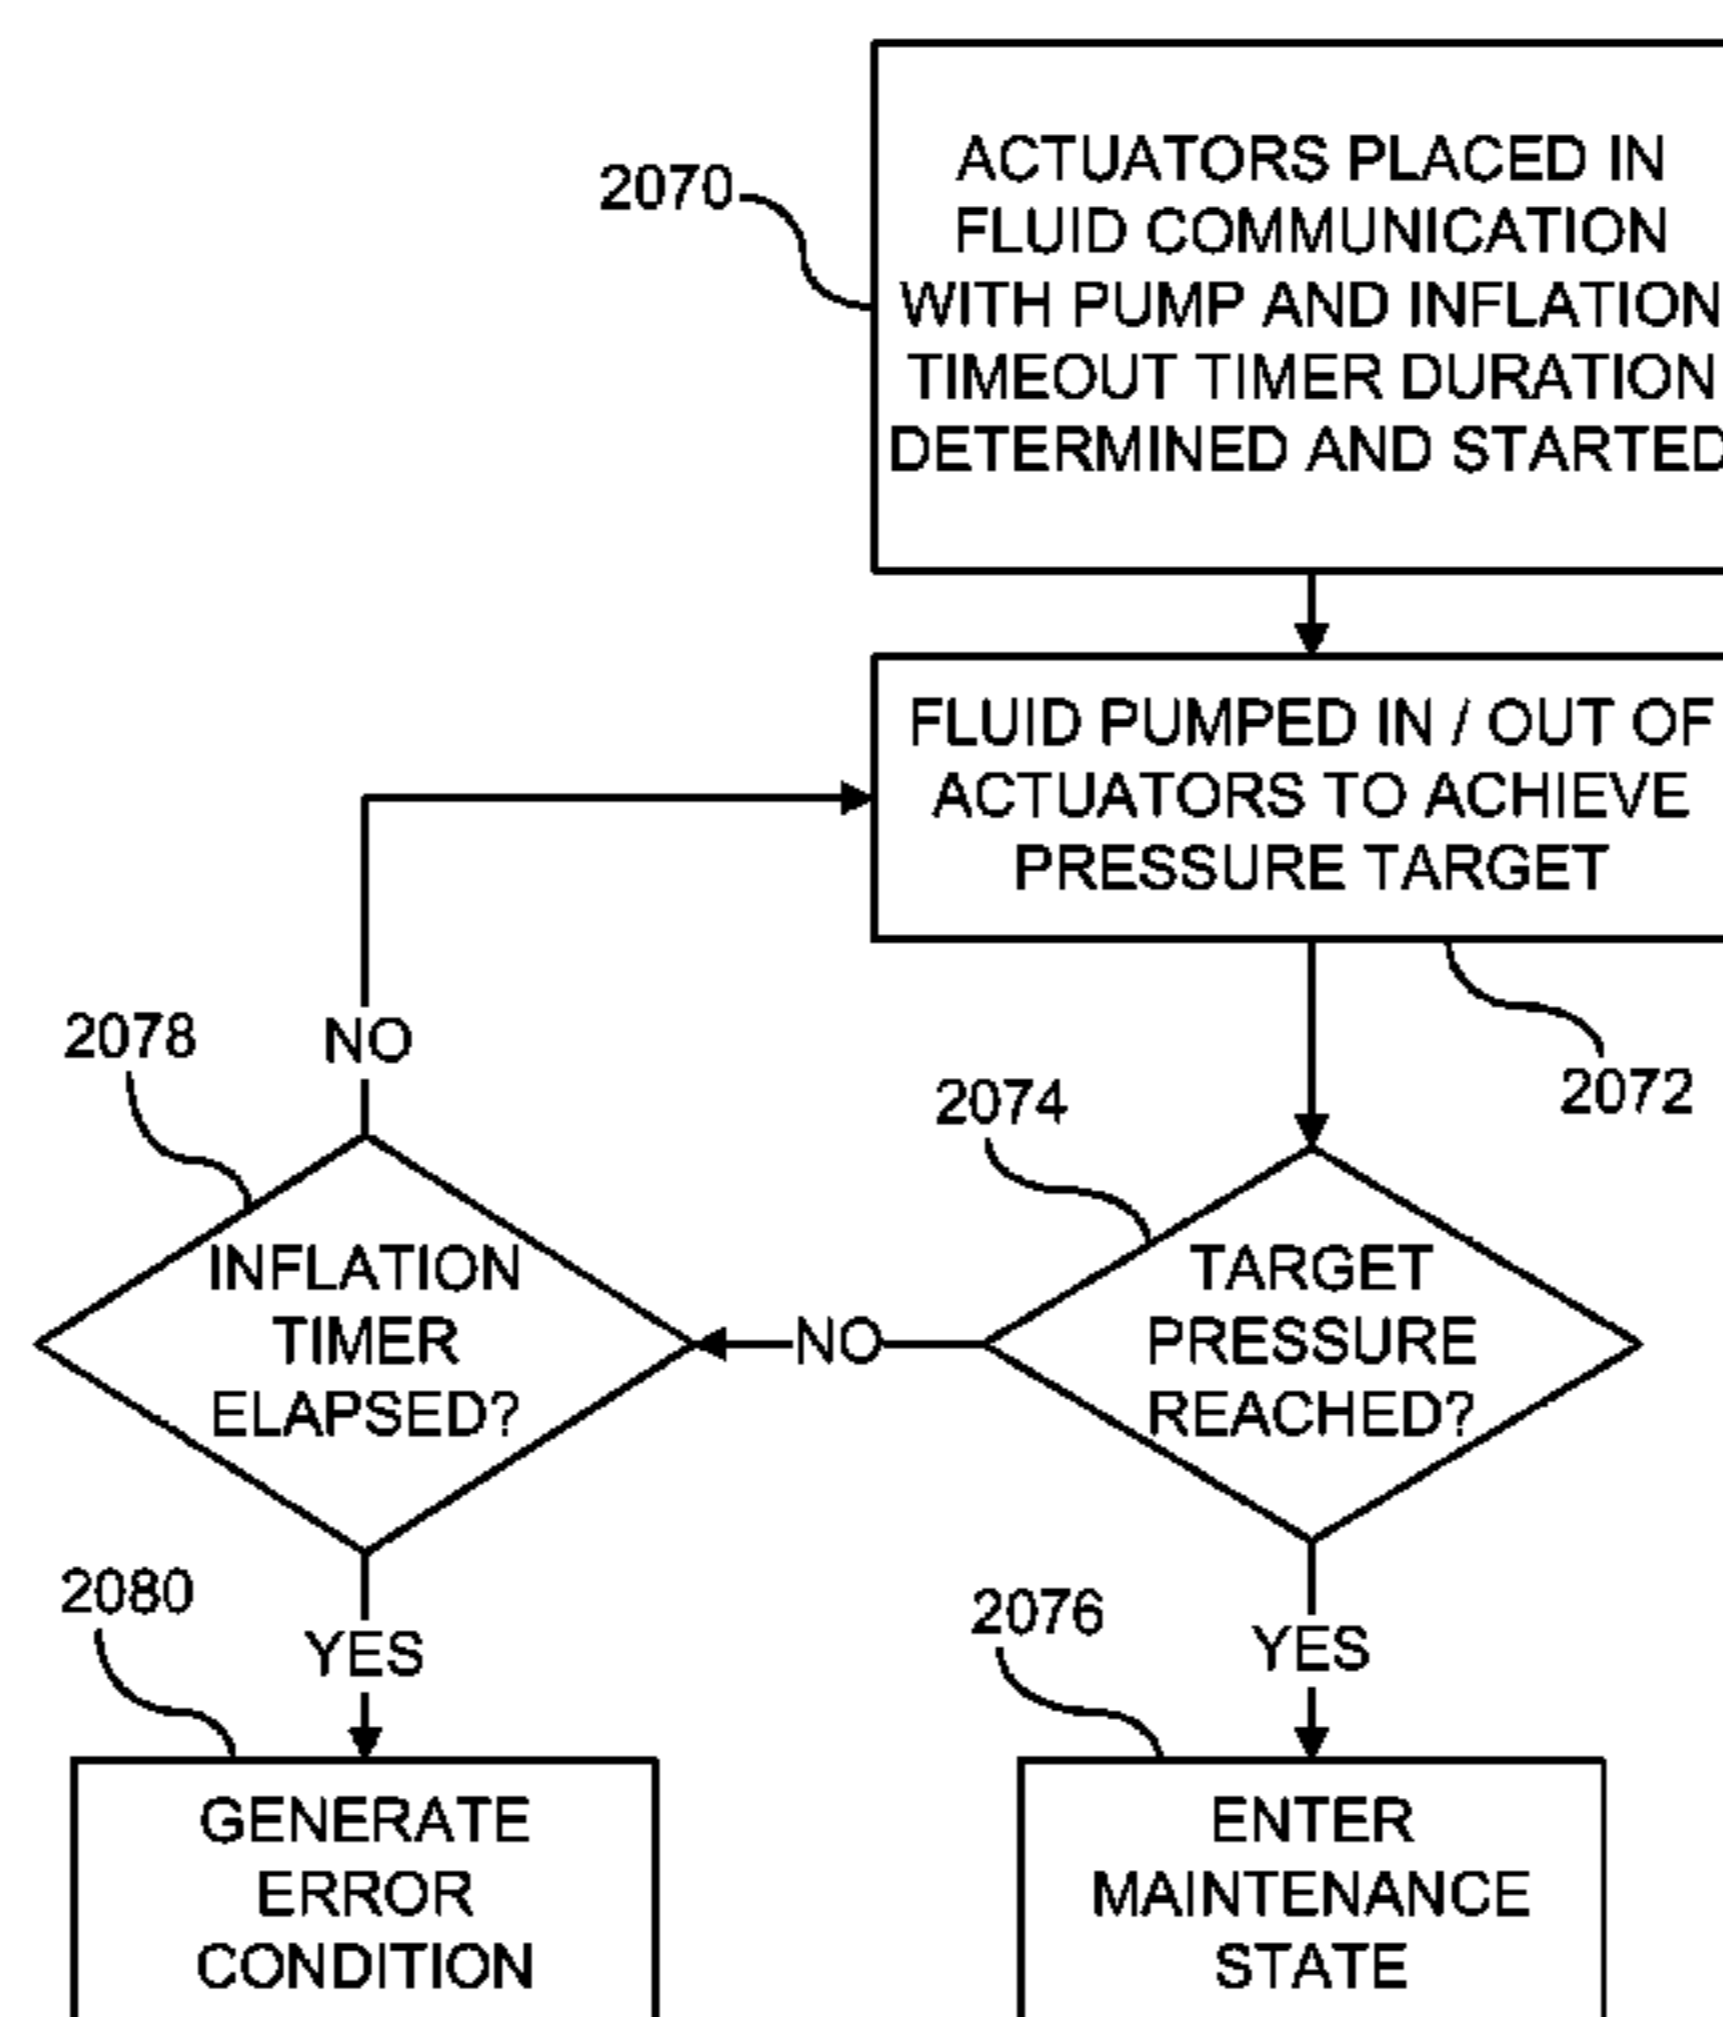 2070
ACTUATORS PLACED IN
FLUID COMMUNICATION
WITH PUMP AND INFLATION
TIMEOUT TIMER DURATION
DETERMINED AND STARTED
FLUID PUMPED IN / OUT OF
ACTUATORS TO ACHIEVE
PRESSURE TARGET
2072
2078
NO
2074
INFLATION
TIMER
ELAPSED?
NO
TARGET
PRESSURE
REACHED?
2080
YES
2076
YES
GENERATE
ERROR
CONDITION
ENTER
MAINTENANCE
STATE